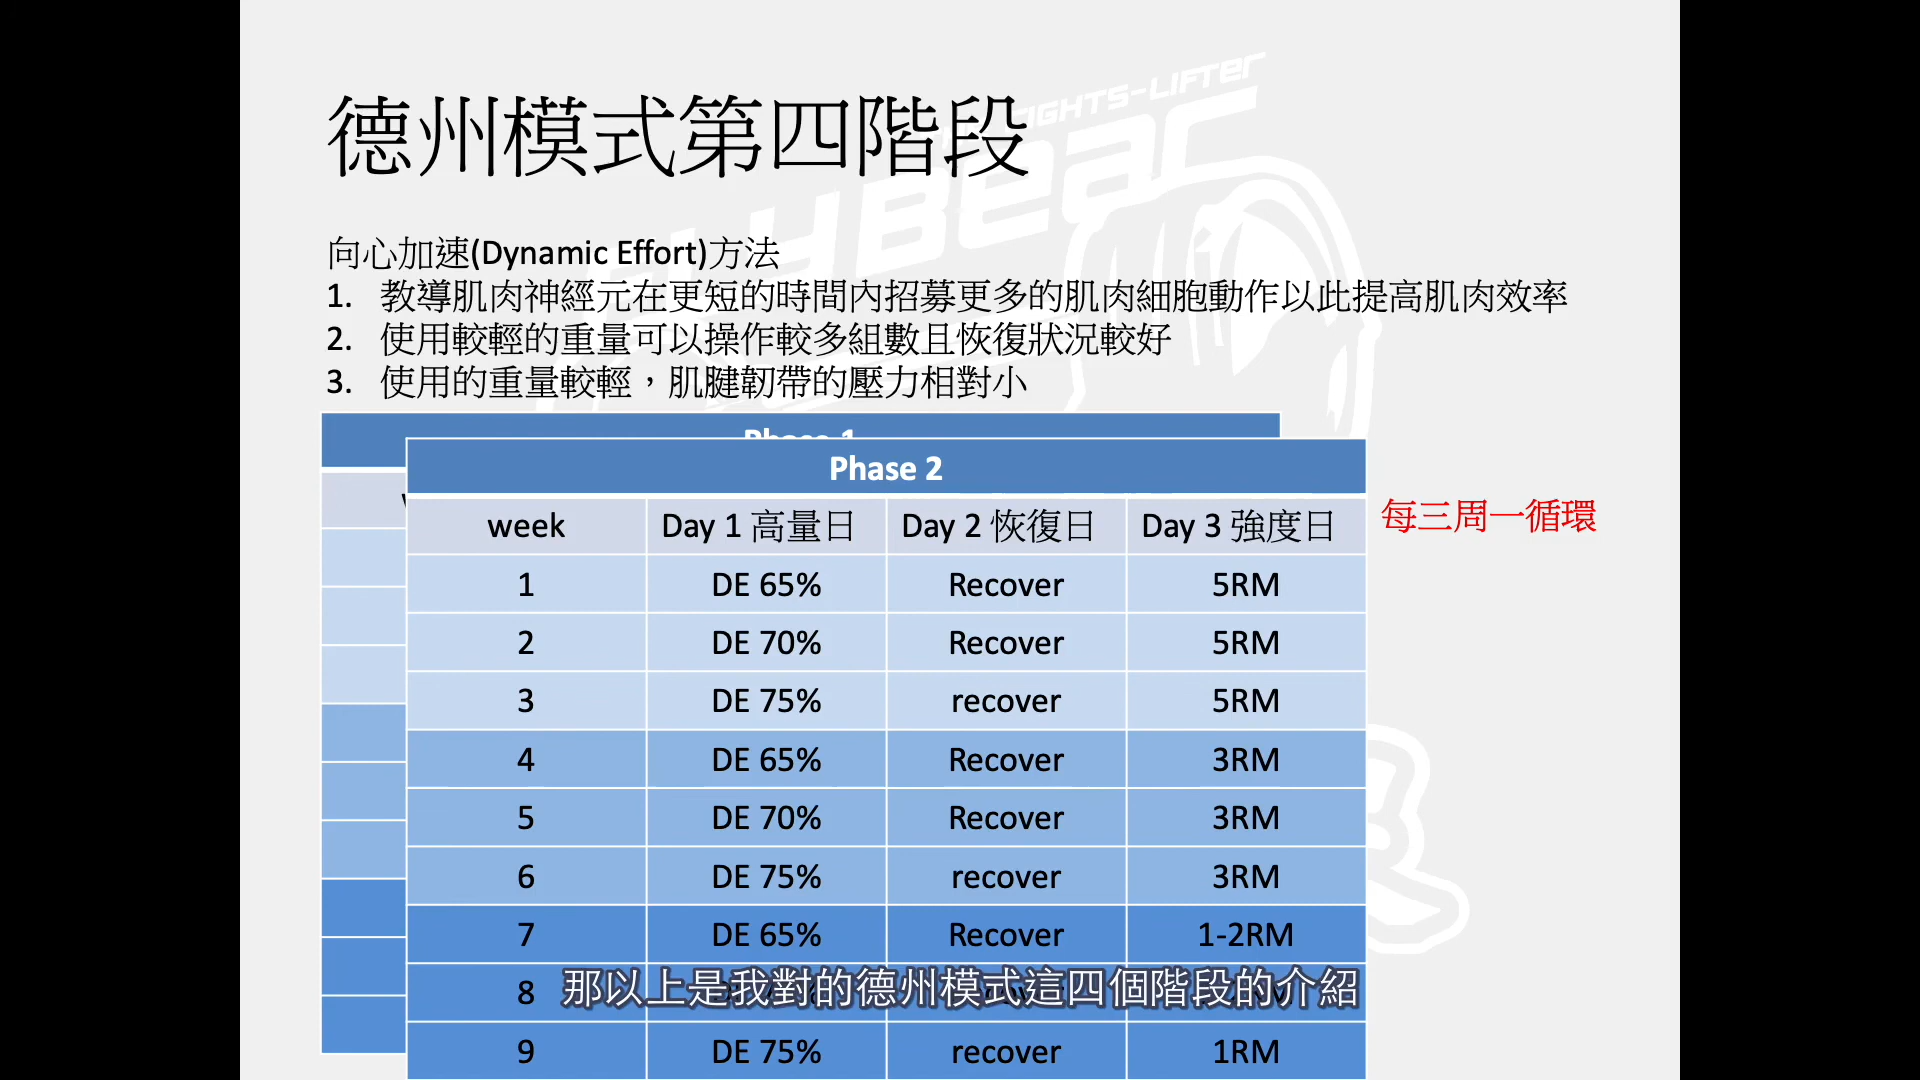 德州模式第四階段
向心加速(Dynamic Effort)方法
1. 教導肌肉神經元在更短的時間內招募更多的肌肉細胞動作以此提高肌肉效率
2. 使用較輕的重量可以操作較多組數且恢復狀況較好
3. 使用的重量較輕，肌腱韌帶的壓力相對小
Phase 1
Phase 2
每三周一循環
week Day 1 高量日 Day 2 恢復日 Day 3 強度日
1 DE 65% Recover 5RM
2 DE 70% Recover 5RM
3 DE 75% recover 5RM
4 DE 65% Recover 3RM
5 DE 70% Recover 3RM
6 DE 75% recover 3RM
7 DE 65% Recover 1-2RM
8
那以上是我對的德州模式這四個階段的介紹
9 DE 75% recover 1RM